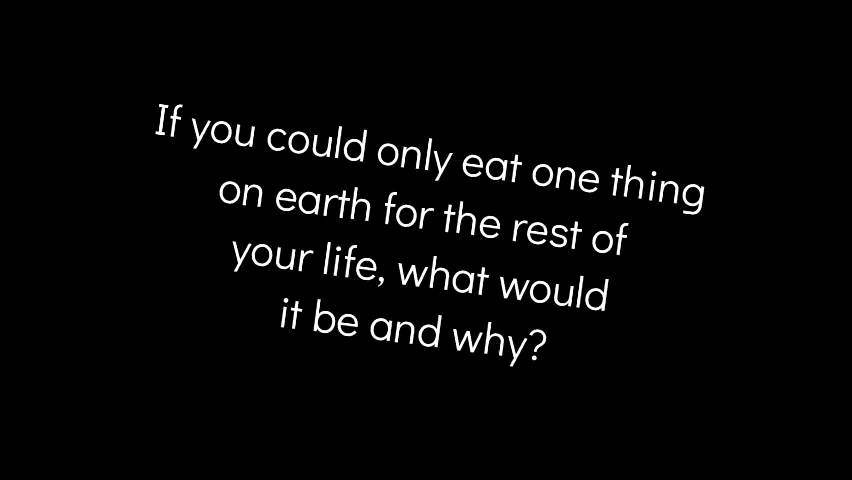 If you could only eat one thing
on earth for the rest of
your life, what would
it be and why?